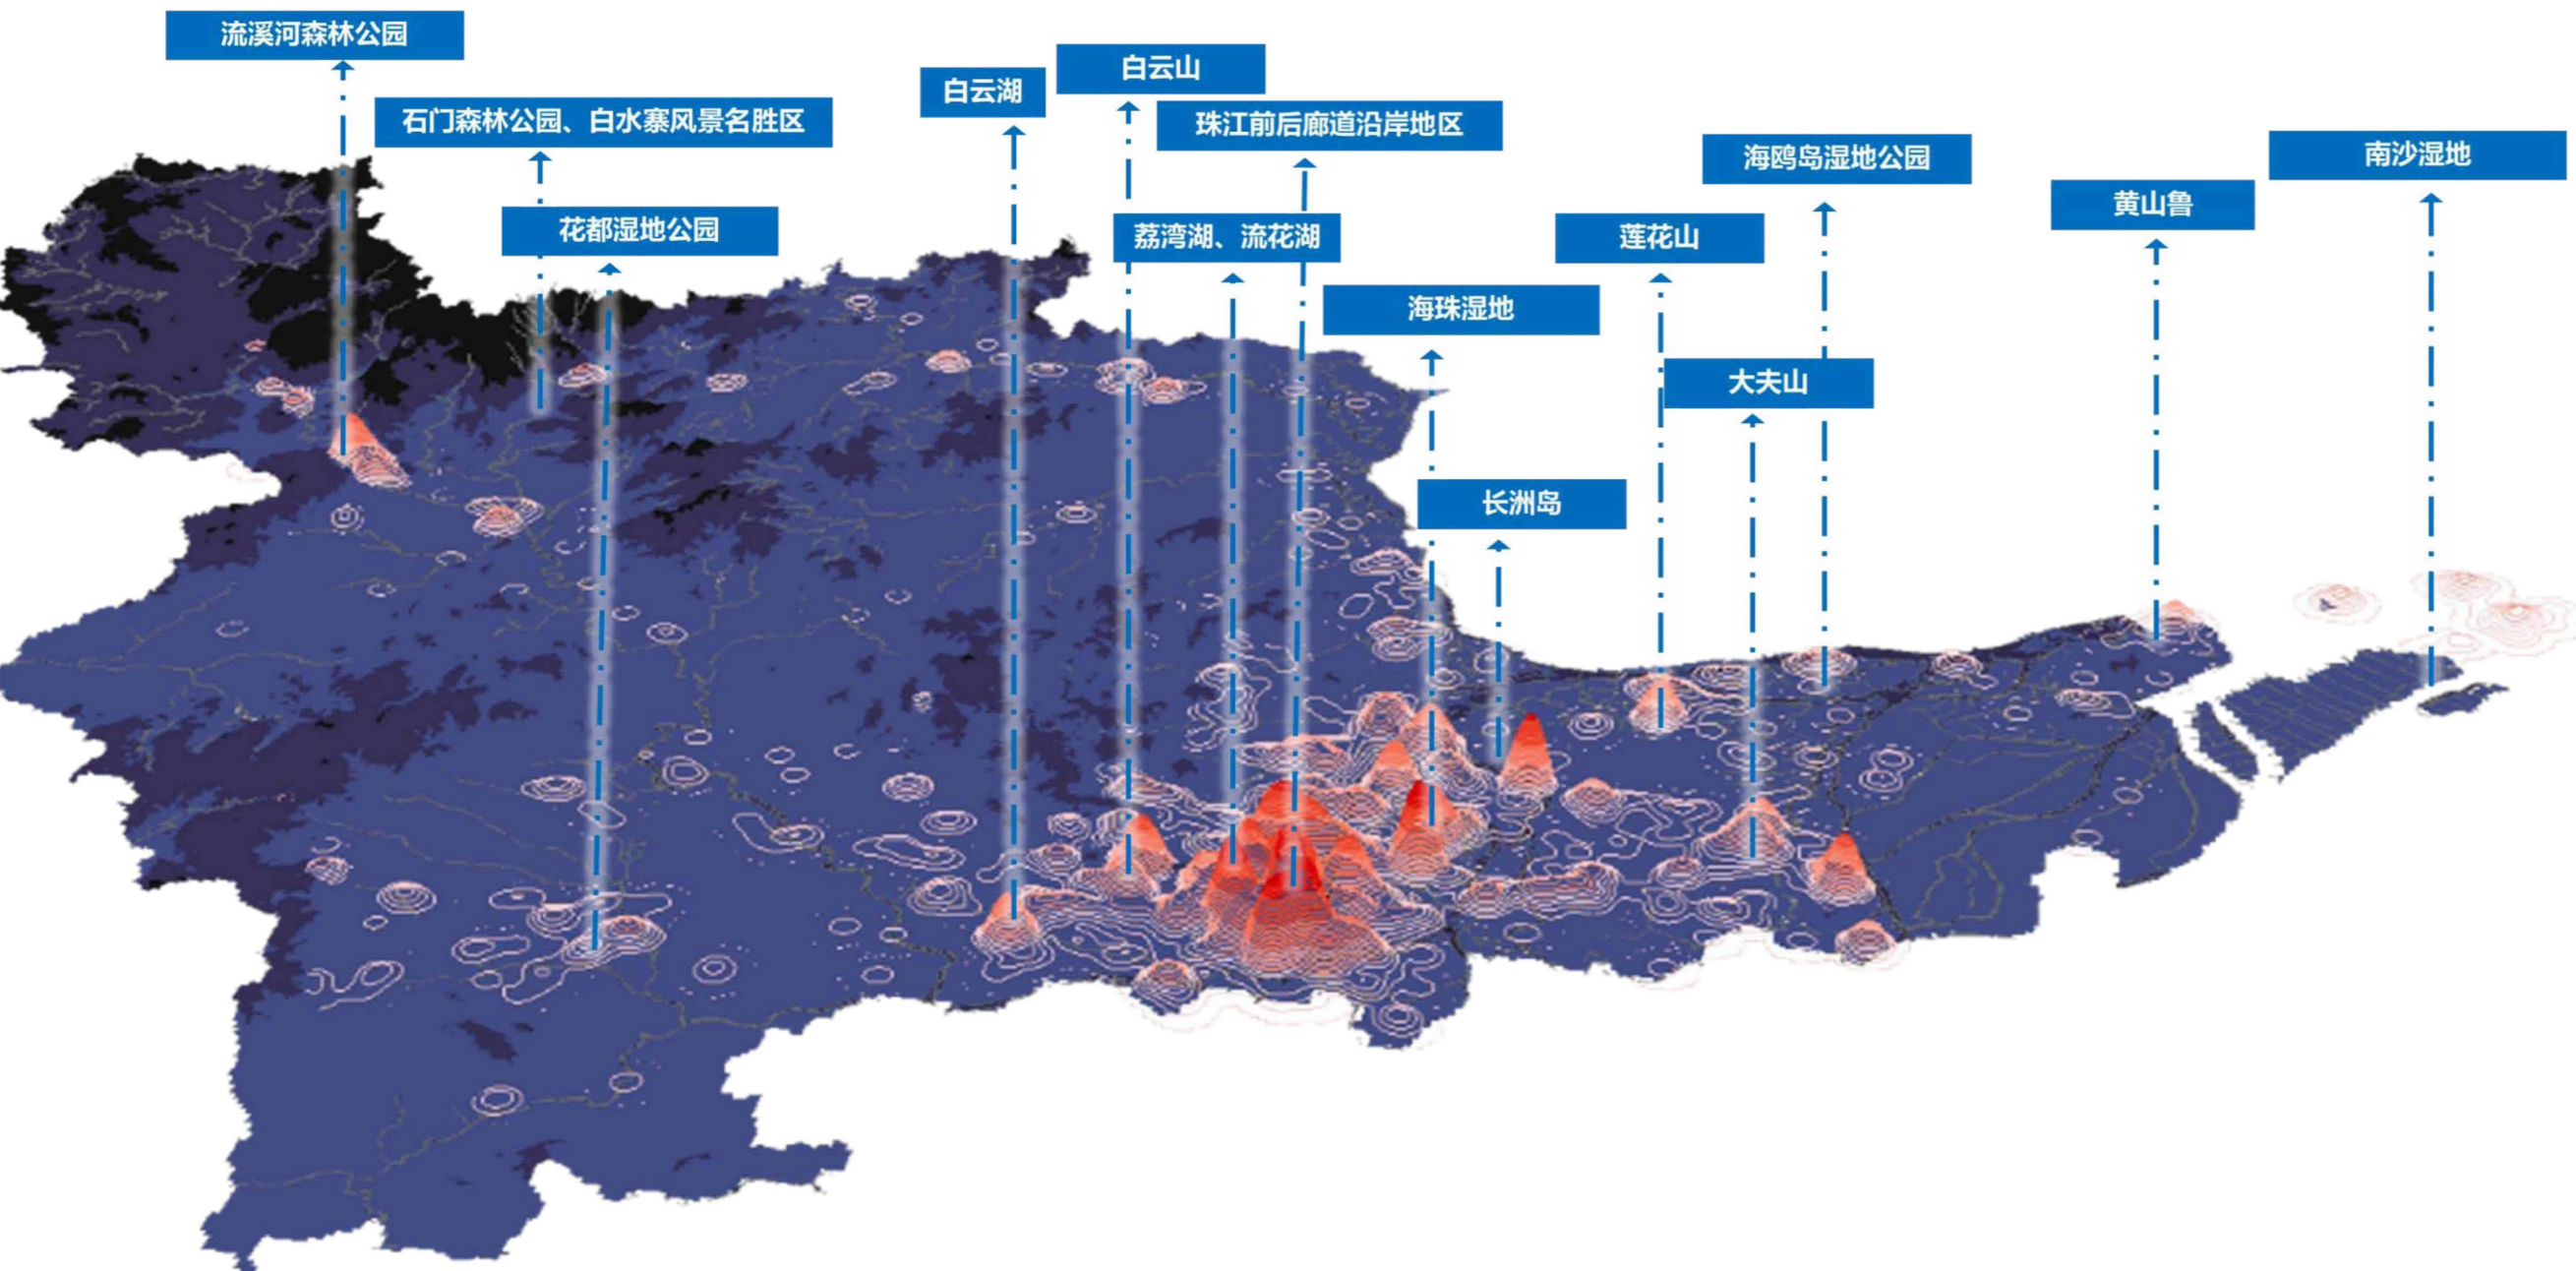 流溪河森林公园
石门森林公园、白水寨风景名胜区
花都湿地公园
白云湖
白云山
珠江前后廊道沿岸地区
荔湾湖、流花湖
海珠湿地
长洲岛
莲花山
大夫山
海鸥岛湿地公园
黄山鲁
南沙湿地